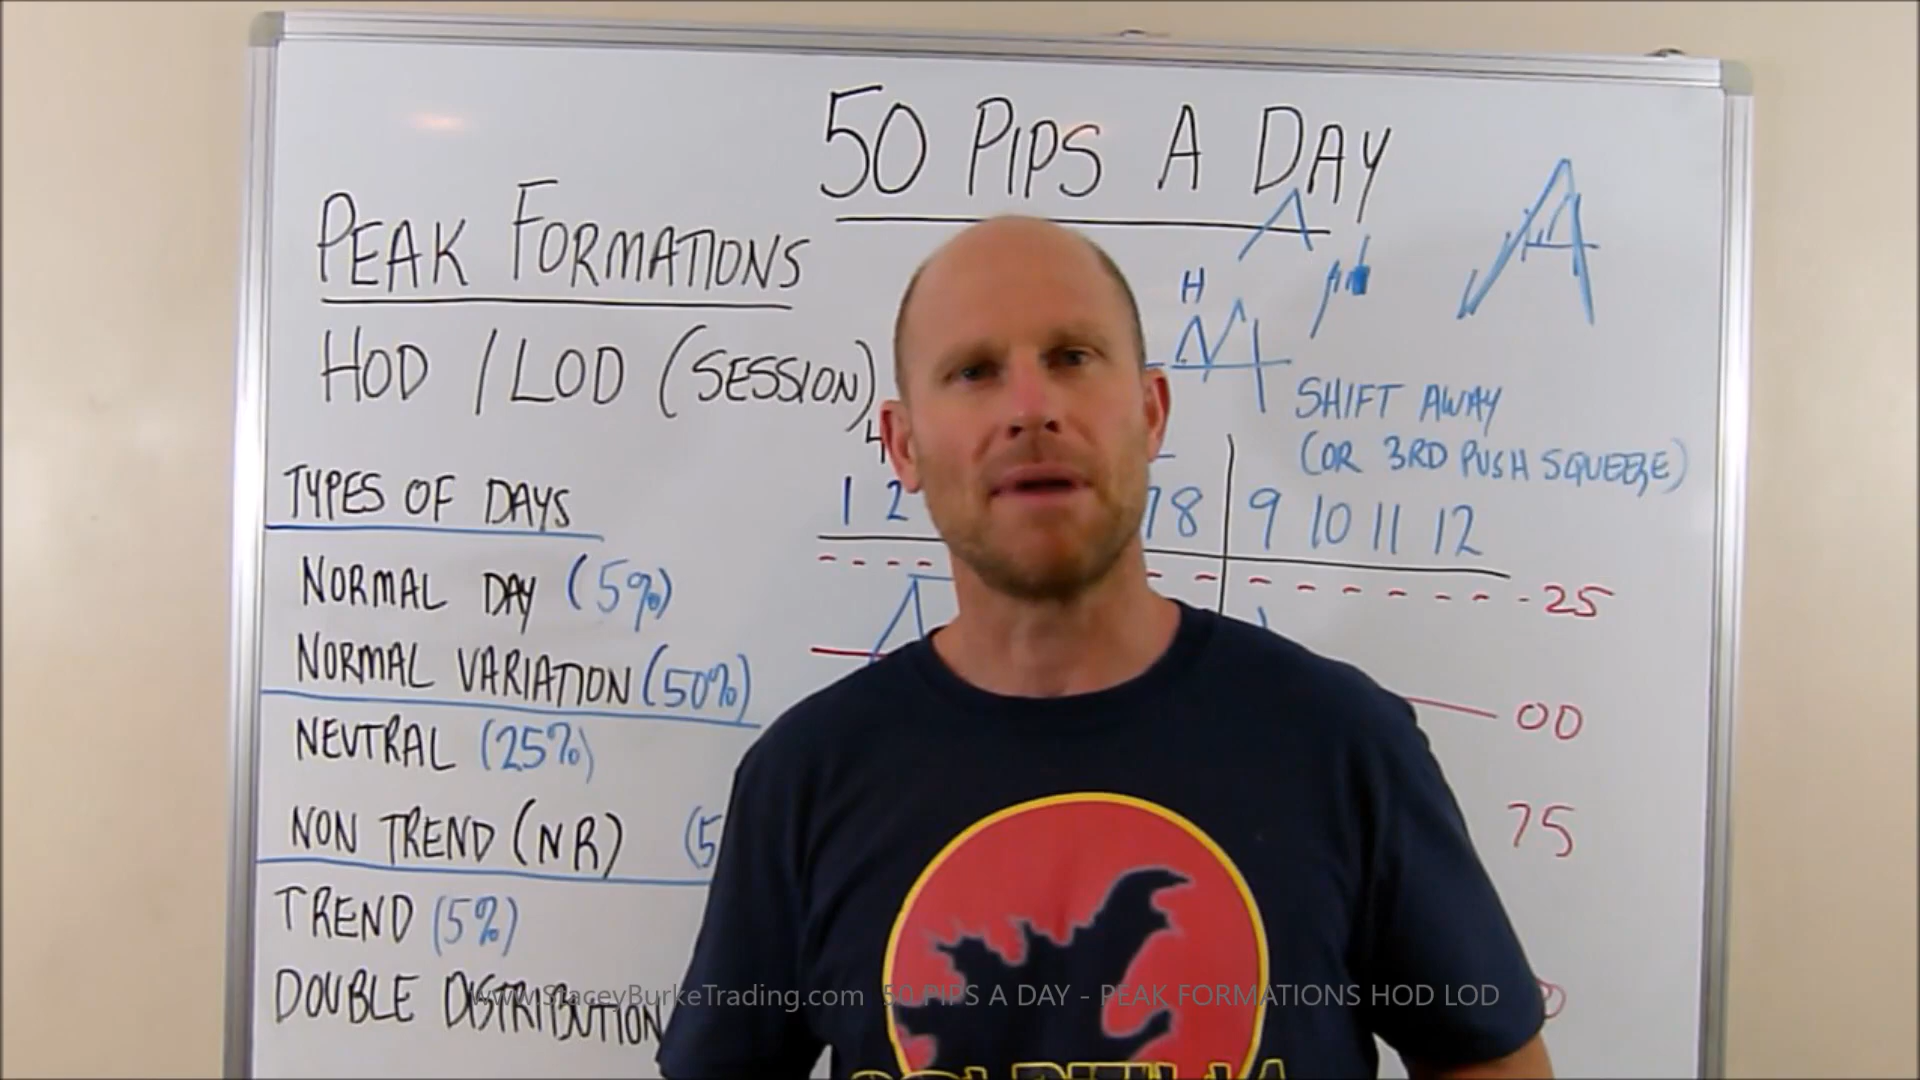 50 PIPS A DAY
PEAK FORMATIONS
HOD / LOD (SESSION)
H
SHIFT AWAY
(OR 3RD PUSH SQUEEZE)
TYPES OF DAYS
1 2
7 8 9 10 11 12
NORMAL DAY (5%)
25
NORMAL VARIATION (50%)
00
NEUTRAL (25%)
NON TREND (NR) (5
75
TREND (5%)
DOUBLE DISTRIBUTION
www.StaceyBurkeTrading.com 50 PIPS A DAY - PEAK FORMATIONS HOD LOD